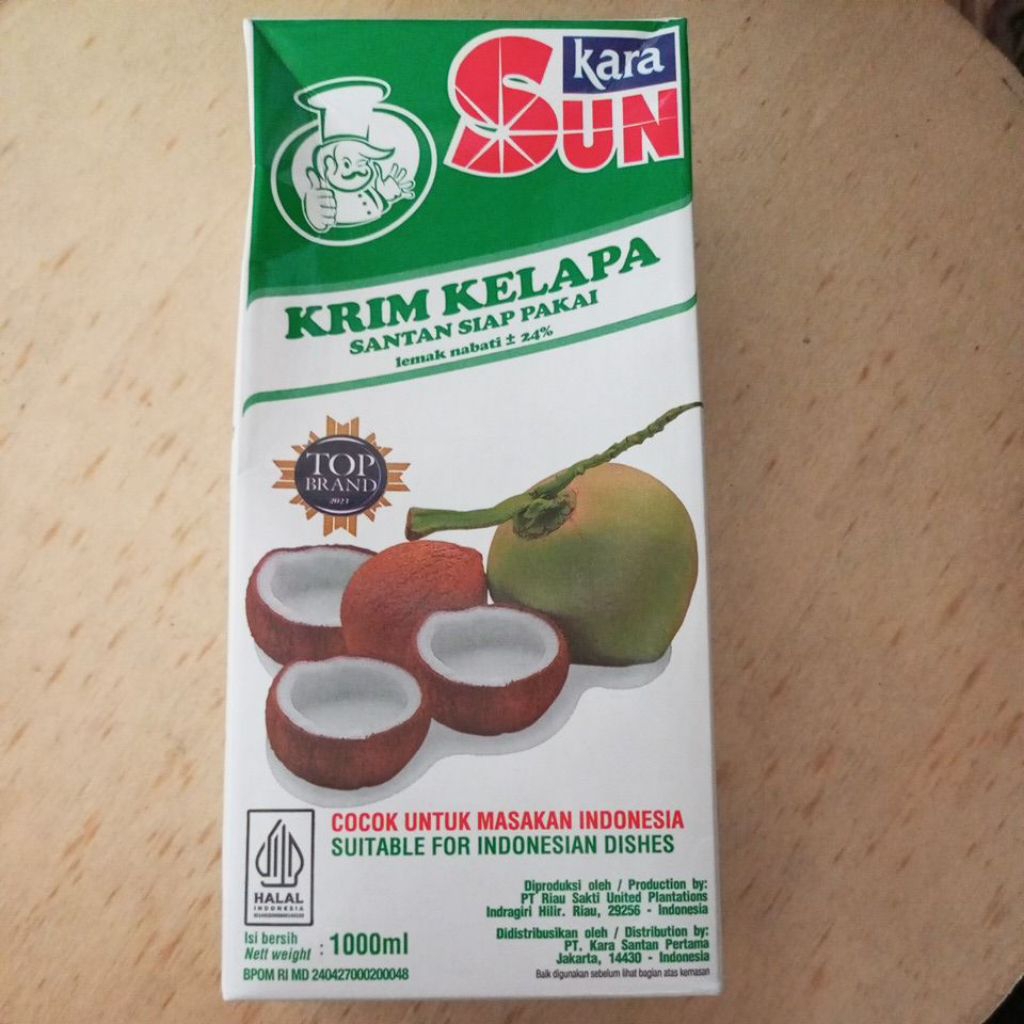 kara
SUN
KRIM KELAPA
SANTAN SIAP PAKAI
lemak nabati ± 24%
TOP
BRAND
2023
COCOK UNTUK MASAKAN INDONESIA
SUITABLE FOR INDONESIAN DISHES
HALAL
INDONESIA
Diproduksi oleh / Production by:
PT Riau Sakti United Plantations
Indragiri Hilir. Riau, 29256 - Indonesia
Didistribusikan oleh / Distribution by:
PT. Kara Santan Pertama
Jakarta, 14430 - Indonesia
Baik digunakan sebelum lihat bagian atas kemasan
Isi bersih
Nett weight : 1000ml
BPOM RI MD 240427000200048